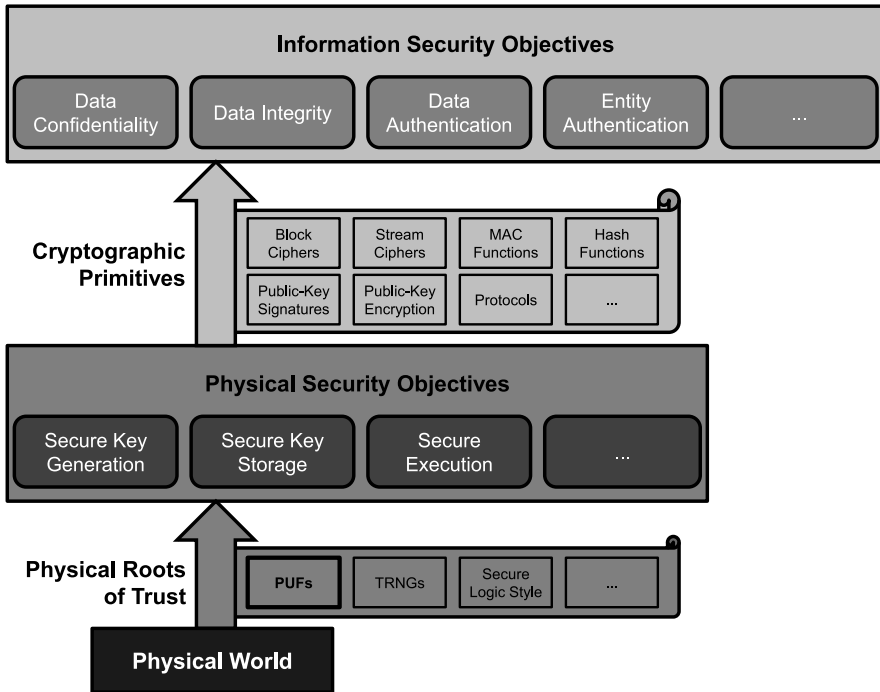 Information Security Objectives
Data
Confidentiality
Data Integrity
Data
Authentication
Entity
Authentication
...
Cryptographic
Primitives
Block
Ciphers
Stream
Ciphers
MAC
Functions
Hash
Functions
Public-Key
Signatures
Public-Key
Encryption
Protocols
...
Physical Security Objectives
Secure Key
Generation
Secure Key
Storage
Secure
Execution
...
Physical Roots
of Trust
PUFs
TRNGs
Secure
Logic Style
...
Physical World